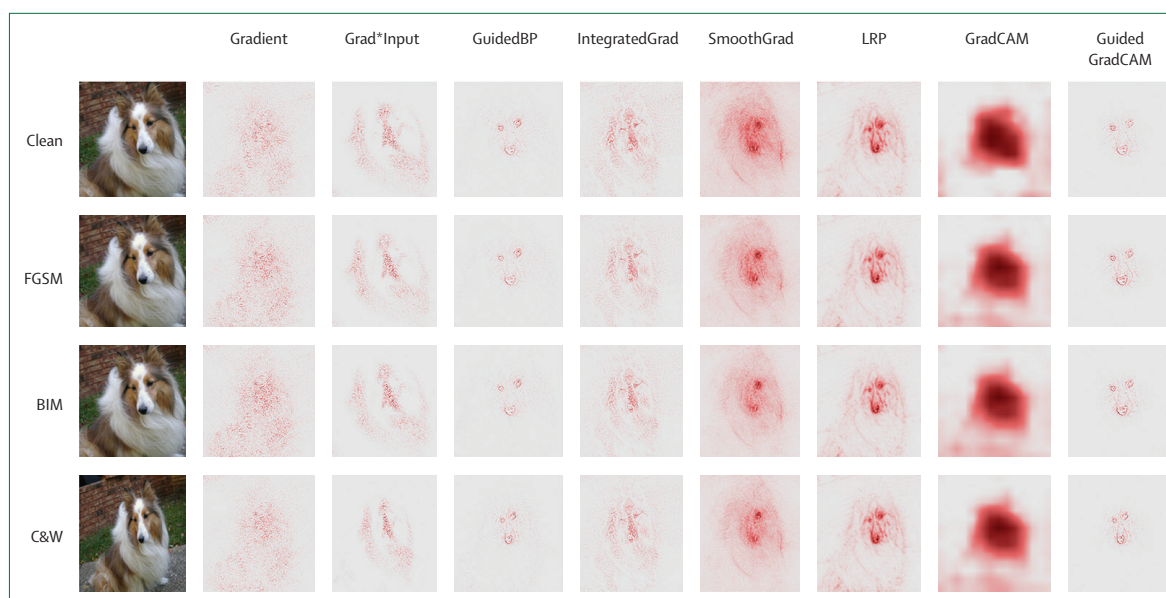 Gradient
Grad*Input
GuidedBP
IntegratedGrad
SmoothGrad
LRP
GradCAM
Guided
GradCAM
Clean
FGSM
BIM
C&W